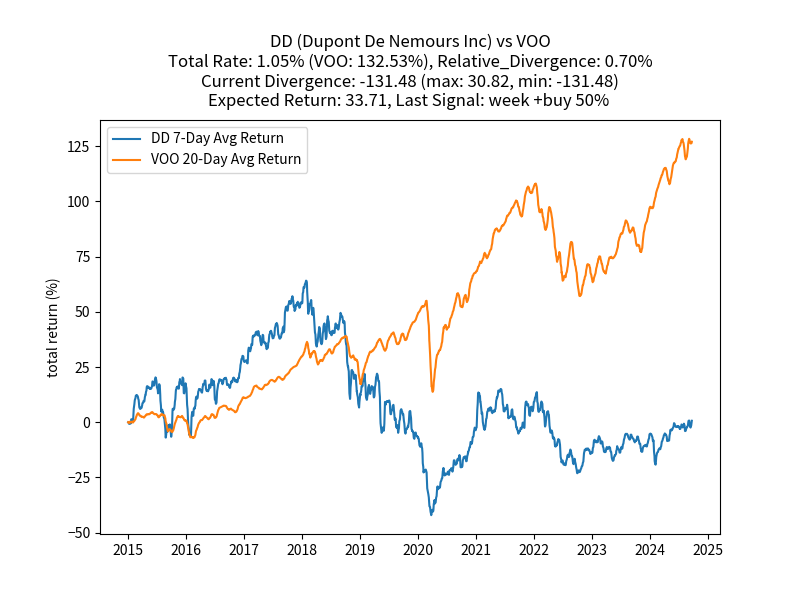 DD (Dupont De Nemours Inc) vs VOO
Total Rate: 1.05% (VOO: 132.53%), Relative_Divergence: 0.70%
Current Divergence: -131.48 (max: 30.82, min: -131.48)
Expected Return: 33.71, Last Signal: week +buy 50%
DD 7-Day Avg Return
VOO 20-Day Avg Return
total return (%)
125
100
75
50
25
0
−25
−50
2015 2016 2017 2018 2019 2020 2021 2022 2023 2024 2025